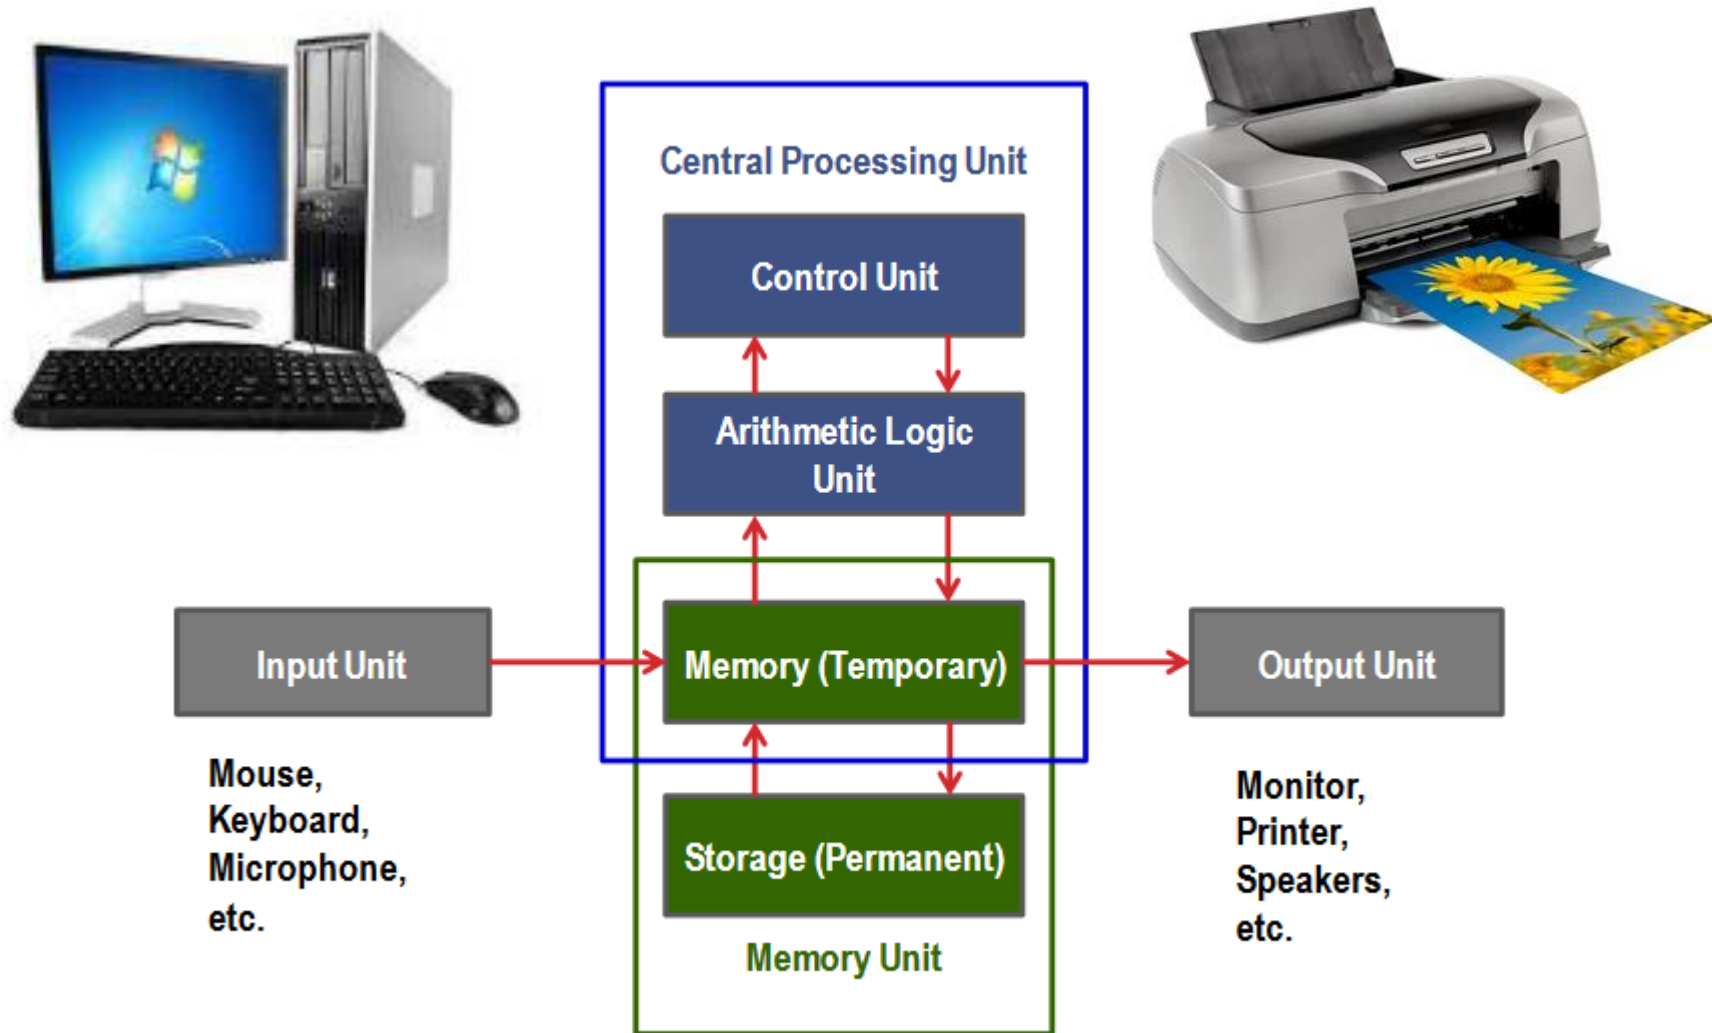 Central Processing Unit
Control Unit
Arithmetic Logic
Unit
Input Unit
Memory (Temporary)
Output Unit
Mouse,
Keyboard,
Microphone,
etc.
Storage (Permanent)
Monitor,
Printer,
Speakers,
etc.
Memory Unit